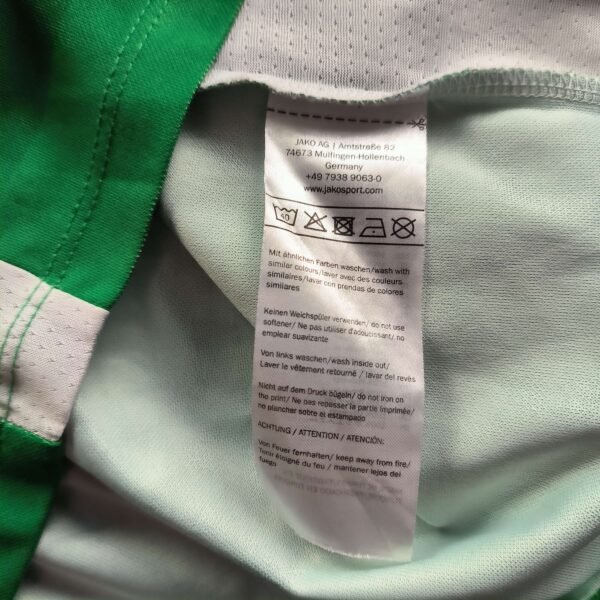 JAKO AG | Amtstraße 82
74673 Mulfingen-Hollenbach
Germany
+49 7938 9063-0
www.jakosport.com
40
Mit ähnlichen Farben waschen/wash with
similar colours/laver avec des couleurs
similaires/lavar con prendas de colores
similares
Keinen Weichspüler verwenden/ do not use
softener/ Ne pas utiliser d'adoucissant/ no
emplear suavizante
Von links waschen/wash inside out/
Laver le vêtement retourné / lavar del revés
Nicht auf dem Druck bügeln/ do not iron on
the print/ Ne pas repasser la partie imprimée/
no planchar sobre el estampado
ACHTUNG / ATTENTION / ATENCIÓN:
Von Feuer fernhalten/ keep away from fire/
Tenir éloigné du feu / mantener lejos del
fuego